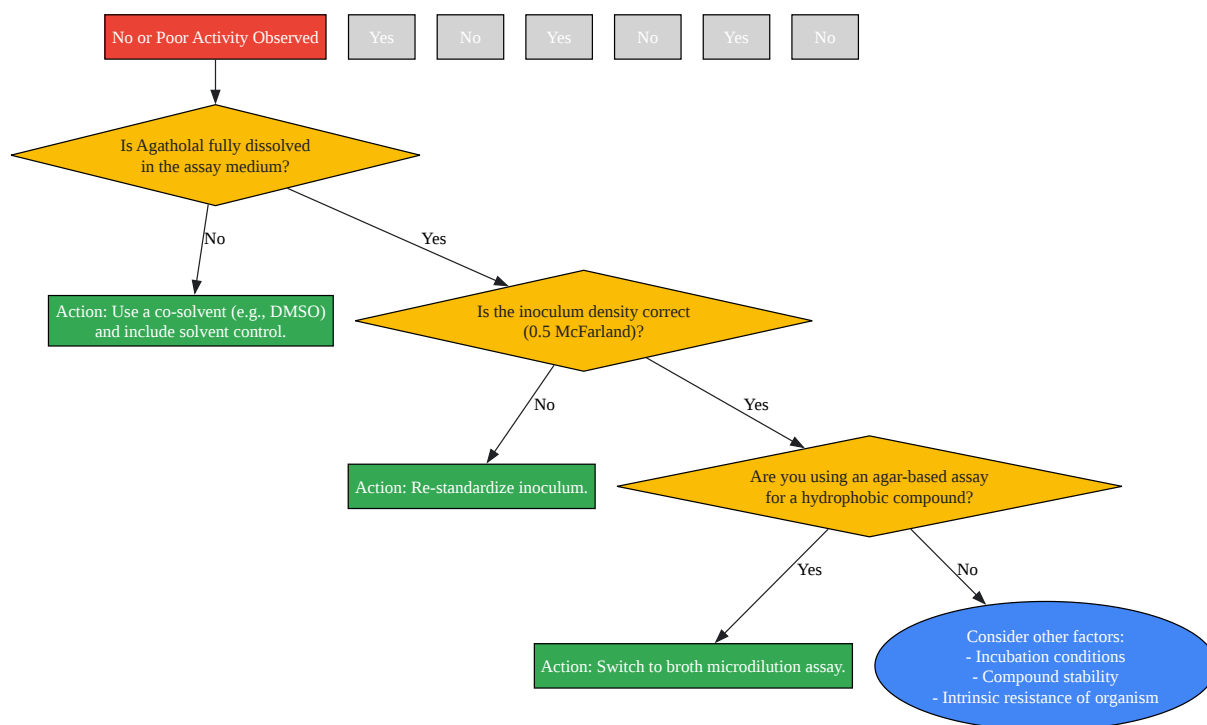 No or Poor Activity Observed
Yes
No
Yes
No
Yes
No
Is Agatholal fully dissolved
in the assay medium?
No
Yes
Action: Use a co-solvent (e.g., DMSO)
and include solvent control.
Is the inoculum density correct
(0.5 McFarland)?
No
Yes
Action: Re-standardize inoculum.
Are you using an agar-based assay
for a hydrophobic compound?
Yes
No
Action: Switch to broth microdilution assay.
Consider other factors:
- Incubation conditions
- Compound stability
- Intrinsic resistance of organism